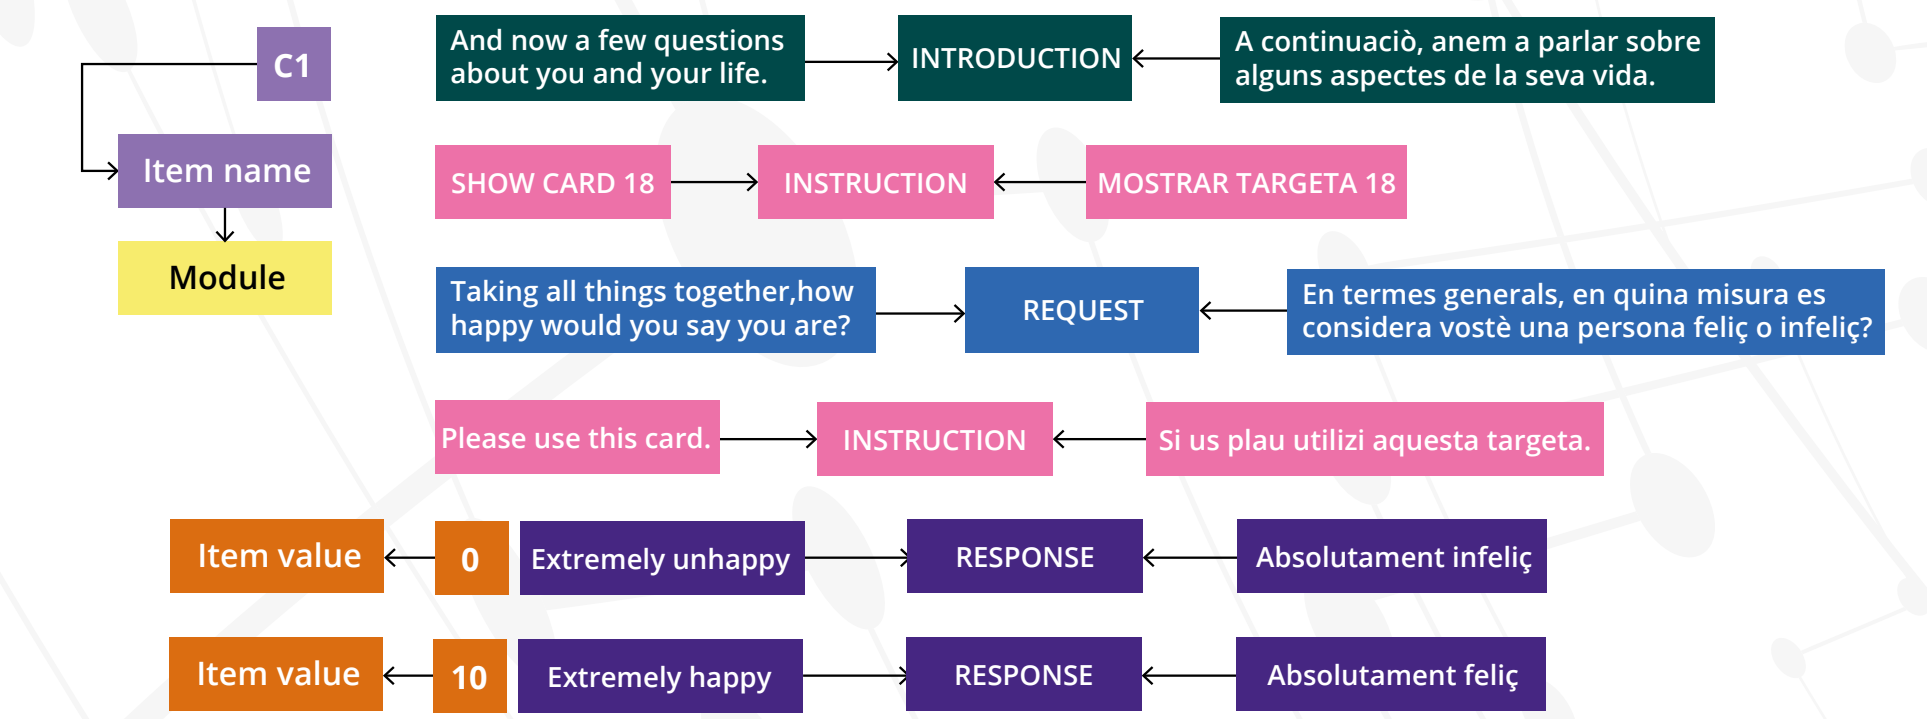 C1
Item name
Module
And now a few questions
about you and your life.
INTRODUCTION
A continuaciò, anem a parlar sobre
alguns aspectes de la seva vida.
SHOW CARD 18
INSTRUCTION
MOSTRAR TARGETA 18
Taking all things together,how
happy would you say you are?
REQUEST
En termes generals, en quina misura es
considera vostè una persona feliç o infeliç?
Please use this card.
INSTRUCTION
Si us plau utilizi aquesta targeta.
Item value
0
Extremely unhappy
RESPONSE
Absolutament infeliç
Item value
10
Extremely happy
RESPONSE
Absolutament feliç